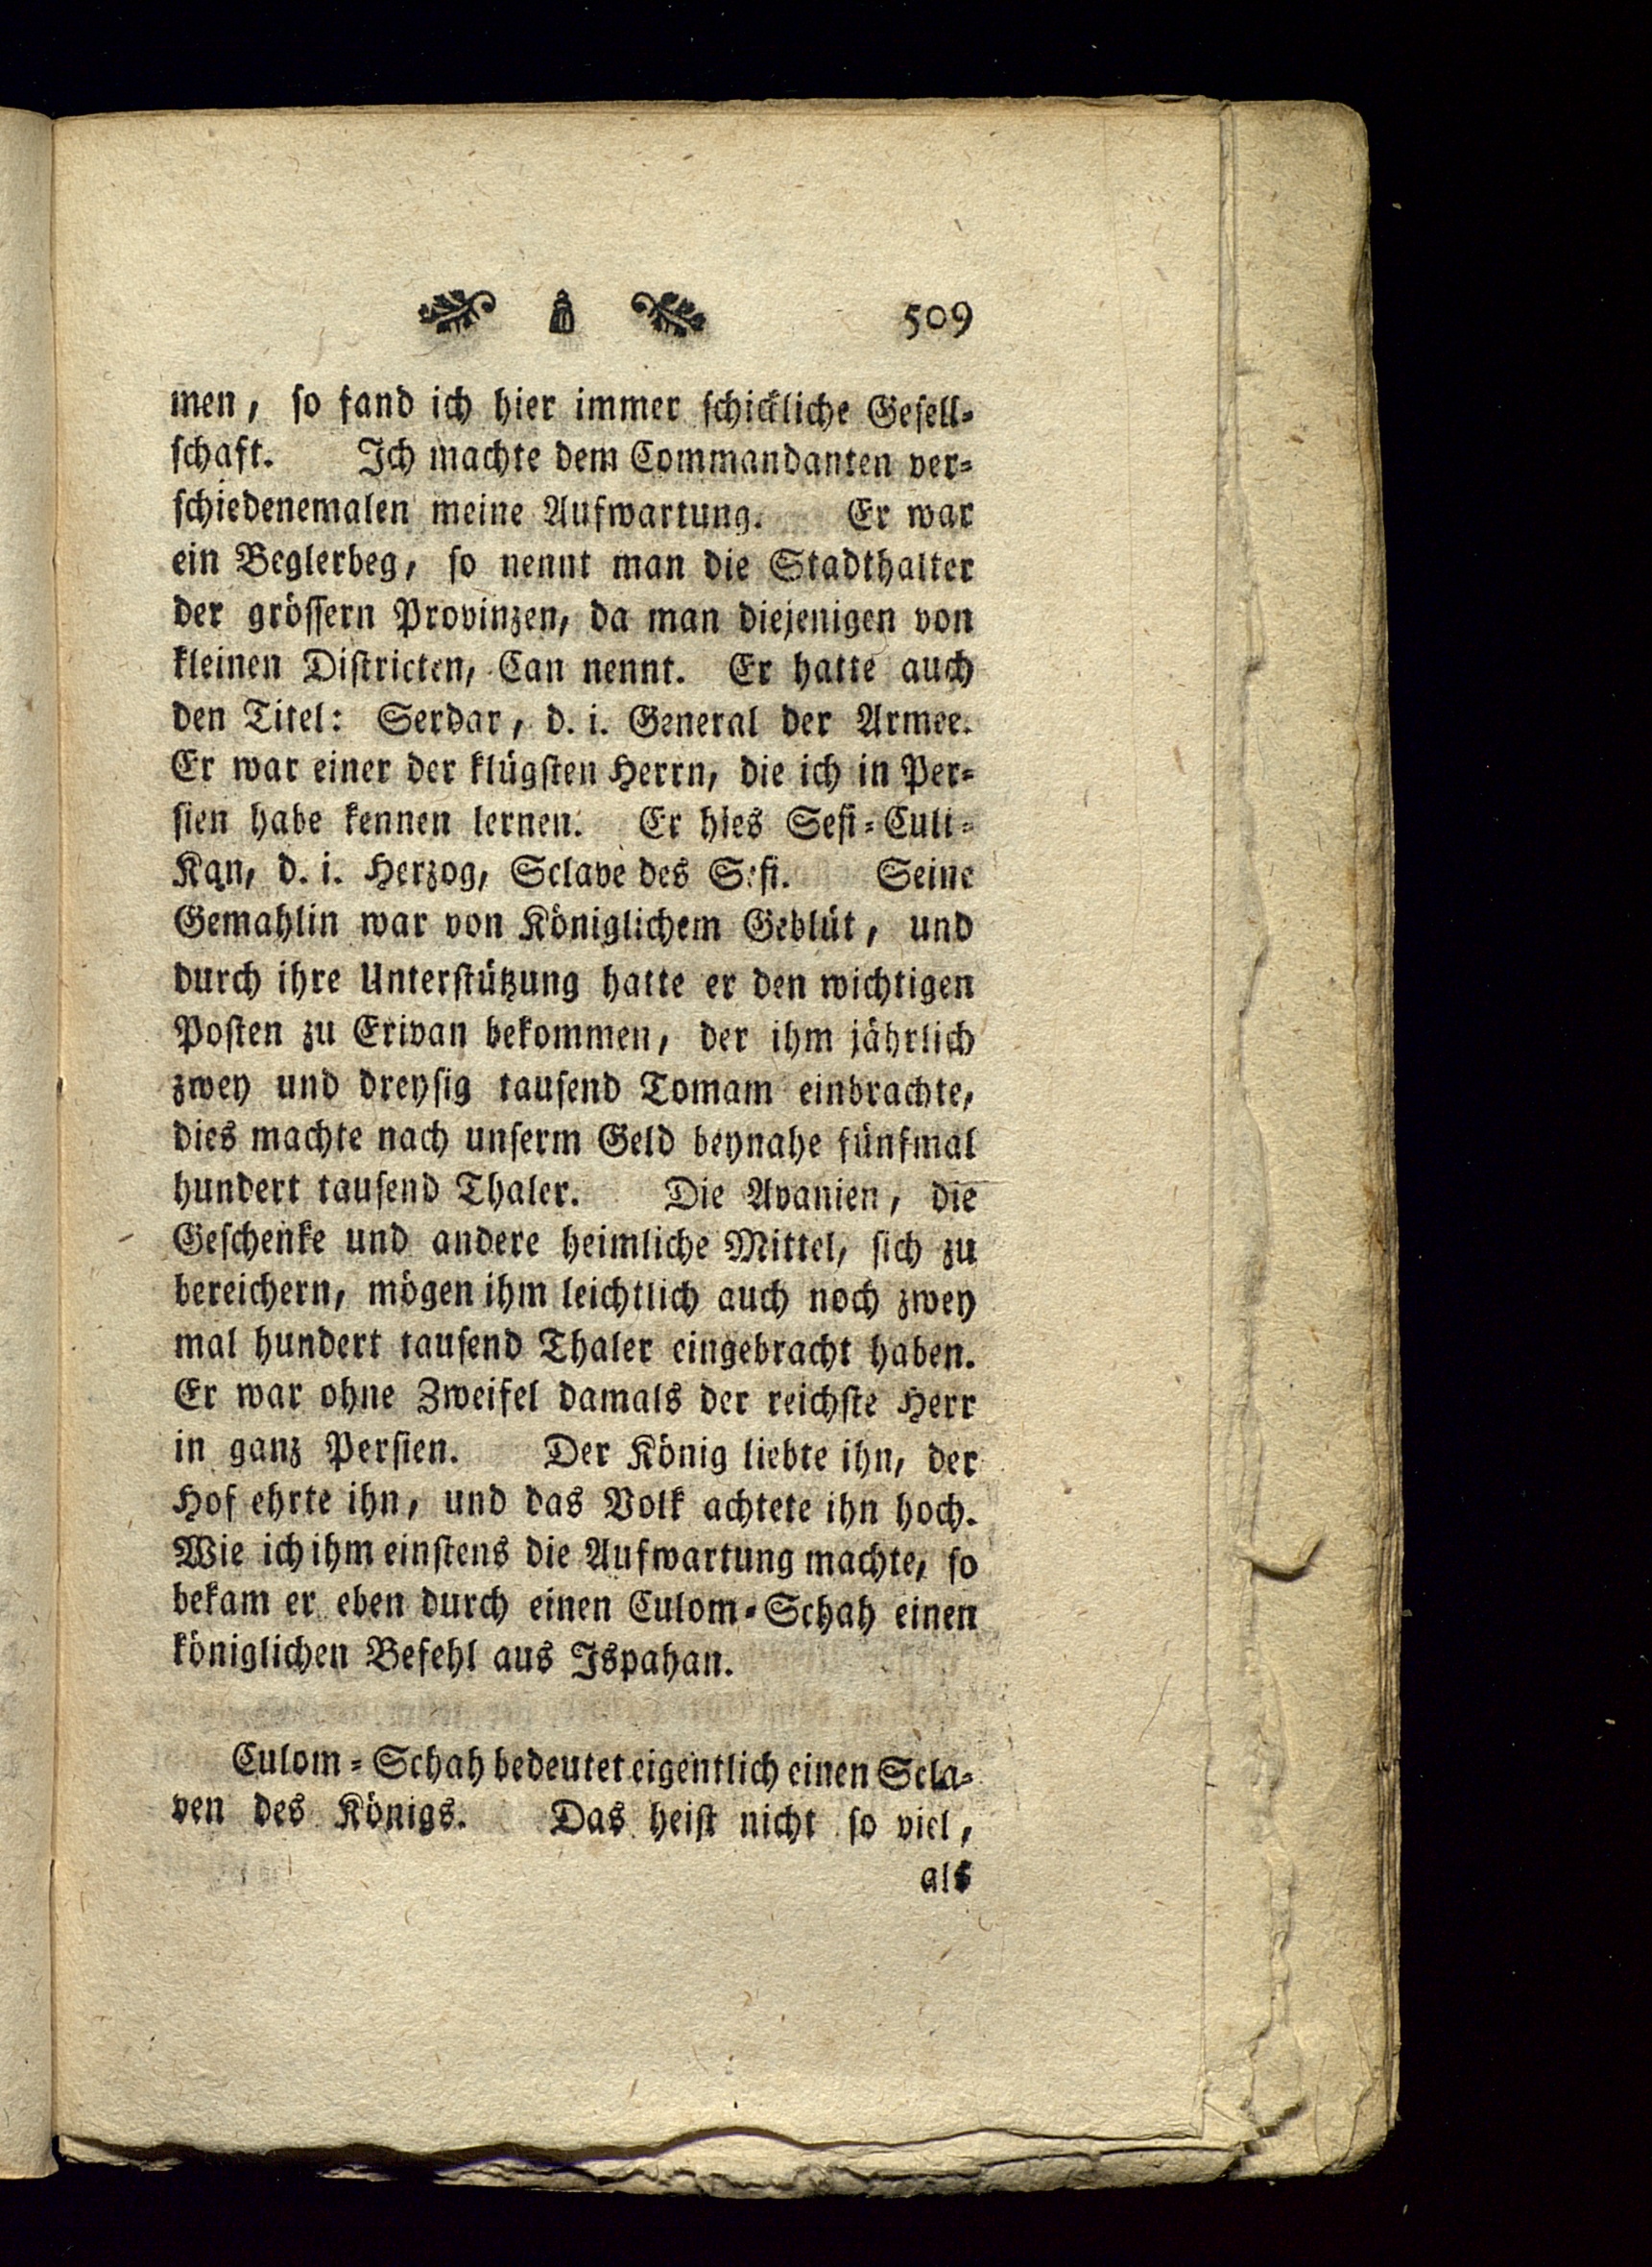 509
men, so fand ich hier immer schickliche Gesell-
schaft. Ich machte dem Commandanten ver-
schiedenemalen meine Aufwartung. Er war
ein Beglerbeg, so nennt man die Stadthalter
der grössern Provinzen, da man diejenigen von
kleinen Districten, Can nennt. Er hatte auch
den Titel: Serdar, d. i. General der Armee.
Er war einer der klügsten Herrn, die ich in Per-
sien habe kennen lernen. Er hies Sefi-Culi-
Kan, d. i. Herzog, Sclave des Sefi. Seine
Gemahlin war von Königlichem Geblüt, und
durch ihre Unterstützung hatte er den wichtigen
Posten zu Erivan bekommen, der ihm jährlich
zwey und dreysig tausend Tomam einbrachte,
dies machte nach unserm Geld beynahe fünfmal
hundert tausend Thaler. Die Avanien, die
Geschenke und andere heimliche Mittel, sich zu
bereichern, mögen ihm leichtlich auch noch zwey
mal hundert tausend Thaler eingebracht haben.
Er war ohne Zweifel damals der reichste Herr
in ganz Persien. Der König liebte ihn, der
Hof ehrte ihn, und das Volk achtete ihn hoch.
Wie ich ihm einstens die Aufwartung machte, so
bekam er eben durch einen Culom-Schah einen
königlichen Befehl aus Ispahan.
Culom-Schah bedeutet eigentlich einen Scla-
ven des Königs. Das heist nicht so viel,
als